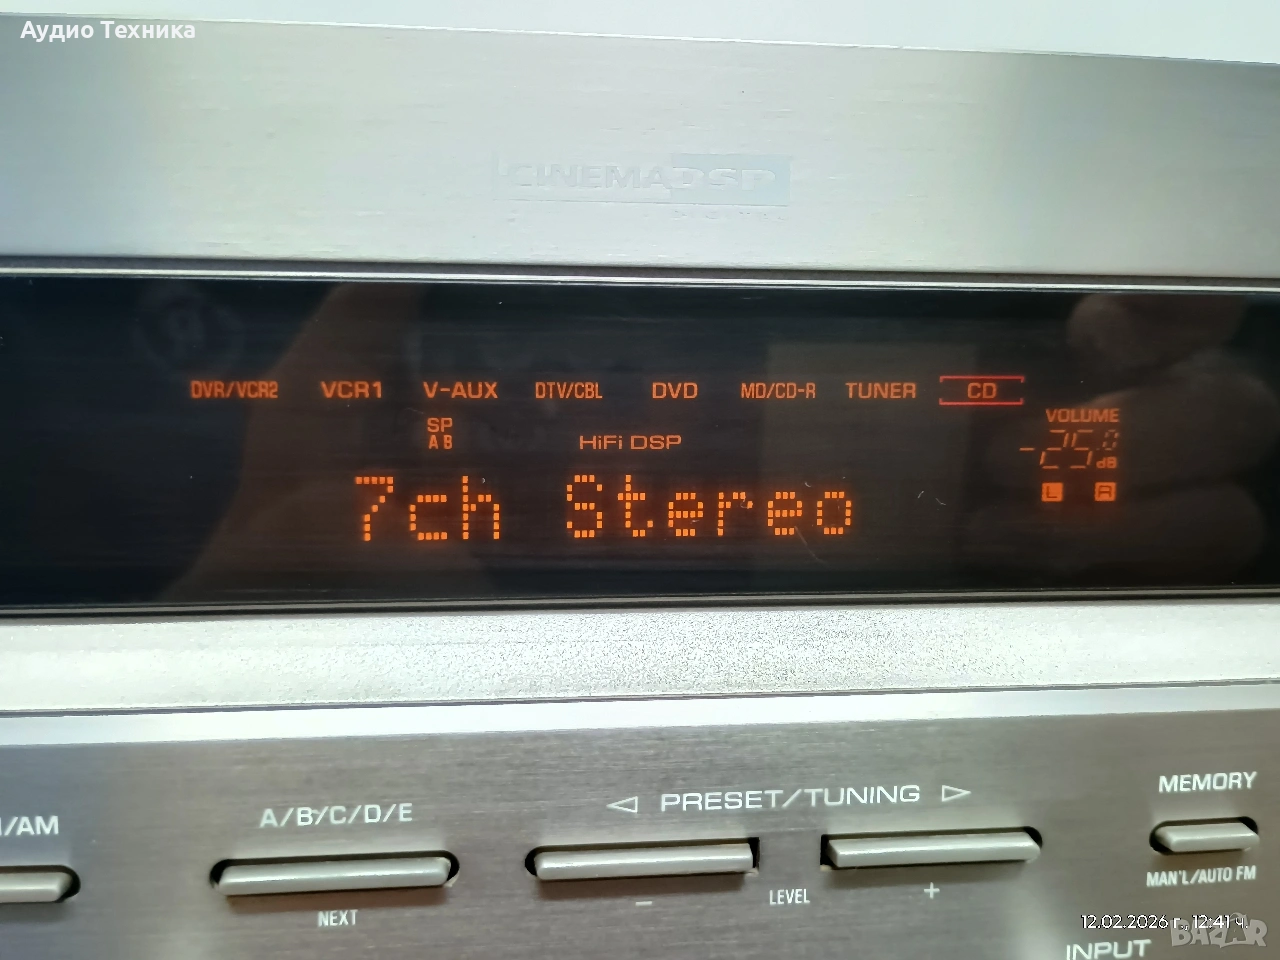 Аудио Техника
CINEMA DSP
DIGITAL
DVR/VCR2 VCR1 V-AUX DTV/CBL DVD MD/CD-R TUNER CD
VOLUME
SP
A B
HiFi DSP
-25.0 dB
L R
7ch Stereo
PRESET/TUNING
MEMORY
A/B/C/D/E
/AM
MAN'L/AUTO FM
LEVEL
- +
NEXT
12.02.2026 г., 12:41 ч.
BAZAR
INPUT